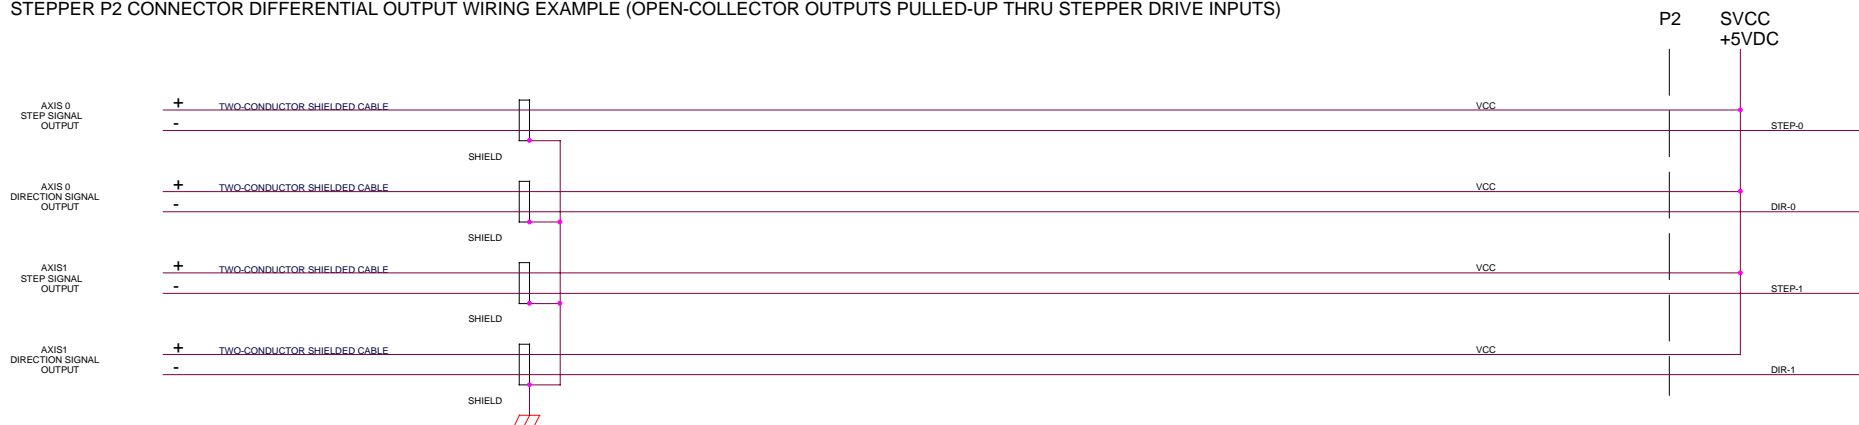 STEPPER P2 CONNECTOR DIFFERENTIAL OUTPUT WIRING EXAMPLE (OPEN-COLLECTOR OUTPUTS PULLED-UP THRU STEPPER DRIVE INPUTS)
P2
SVCC
+5VDC
AXIS 0
STEP SIGNAL
OUTPUT
+
-
TWO-CONDUCTOR SHIELDED CABLE
SHIELD
VCC
STEP-0
AXIS 0
DIRECTION SIGNAL
OUTPUT
+
-
TWO-CONDUCTOR SHIELDED CABLE
SHIELD
VCC
DIR-0
AXIS1
STEP SIGNAL
OUTPUT
+
-
TWO-CONDUCTOR SHIELDED CABLE
SHIELD
VCC
STEP-1
AXIS1
DIRECTION SIGNAL
OUTPUT
+
-
TWO-CONDUCTOR SHIELDED CABLE
SHIELD
VCC
DIR-1